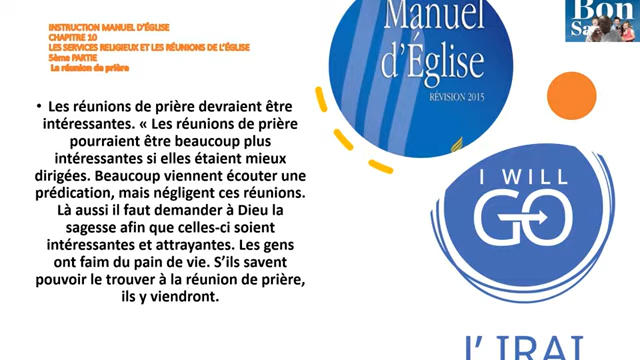 INSTRUCTION MANUEL D'ÉGLISE
CHAPITRE 10
LES SERVICES RELIGIEUX ET LES RÉUNIONS DE L'ÉGLISE
5ème PARTIE
La réunion de prière
• Les réunions de prière devraient être
intéressantes. « Les réunions de prière
pourraient être beaucoup plus
intéressantes si elles étaient mieux
dirigées. Beaucoup viennent écouter une
prédication, mais négligent ces réunions.
Là aussi il faut demander à Dieu la
sagesse afin que celles-ci soient
intéressantes et attrayantes. Les gens
ont faim du pain de vie. S'ils savent
pouvoir le trouver à la réunion de prière,
ils y viendront.
Manuel
d'Église
RÉVISION 2015
Bon
I WILL
GO
J' IRAI